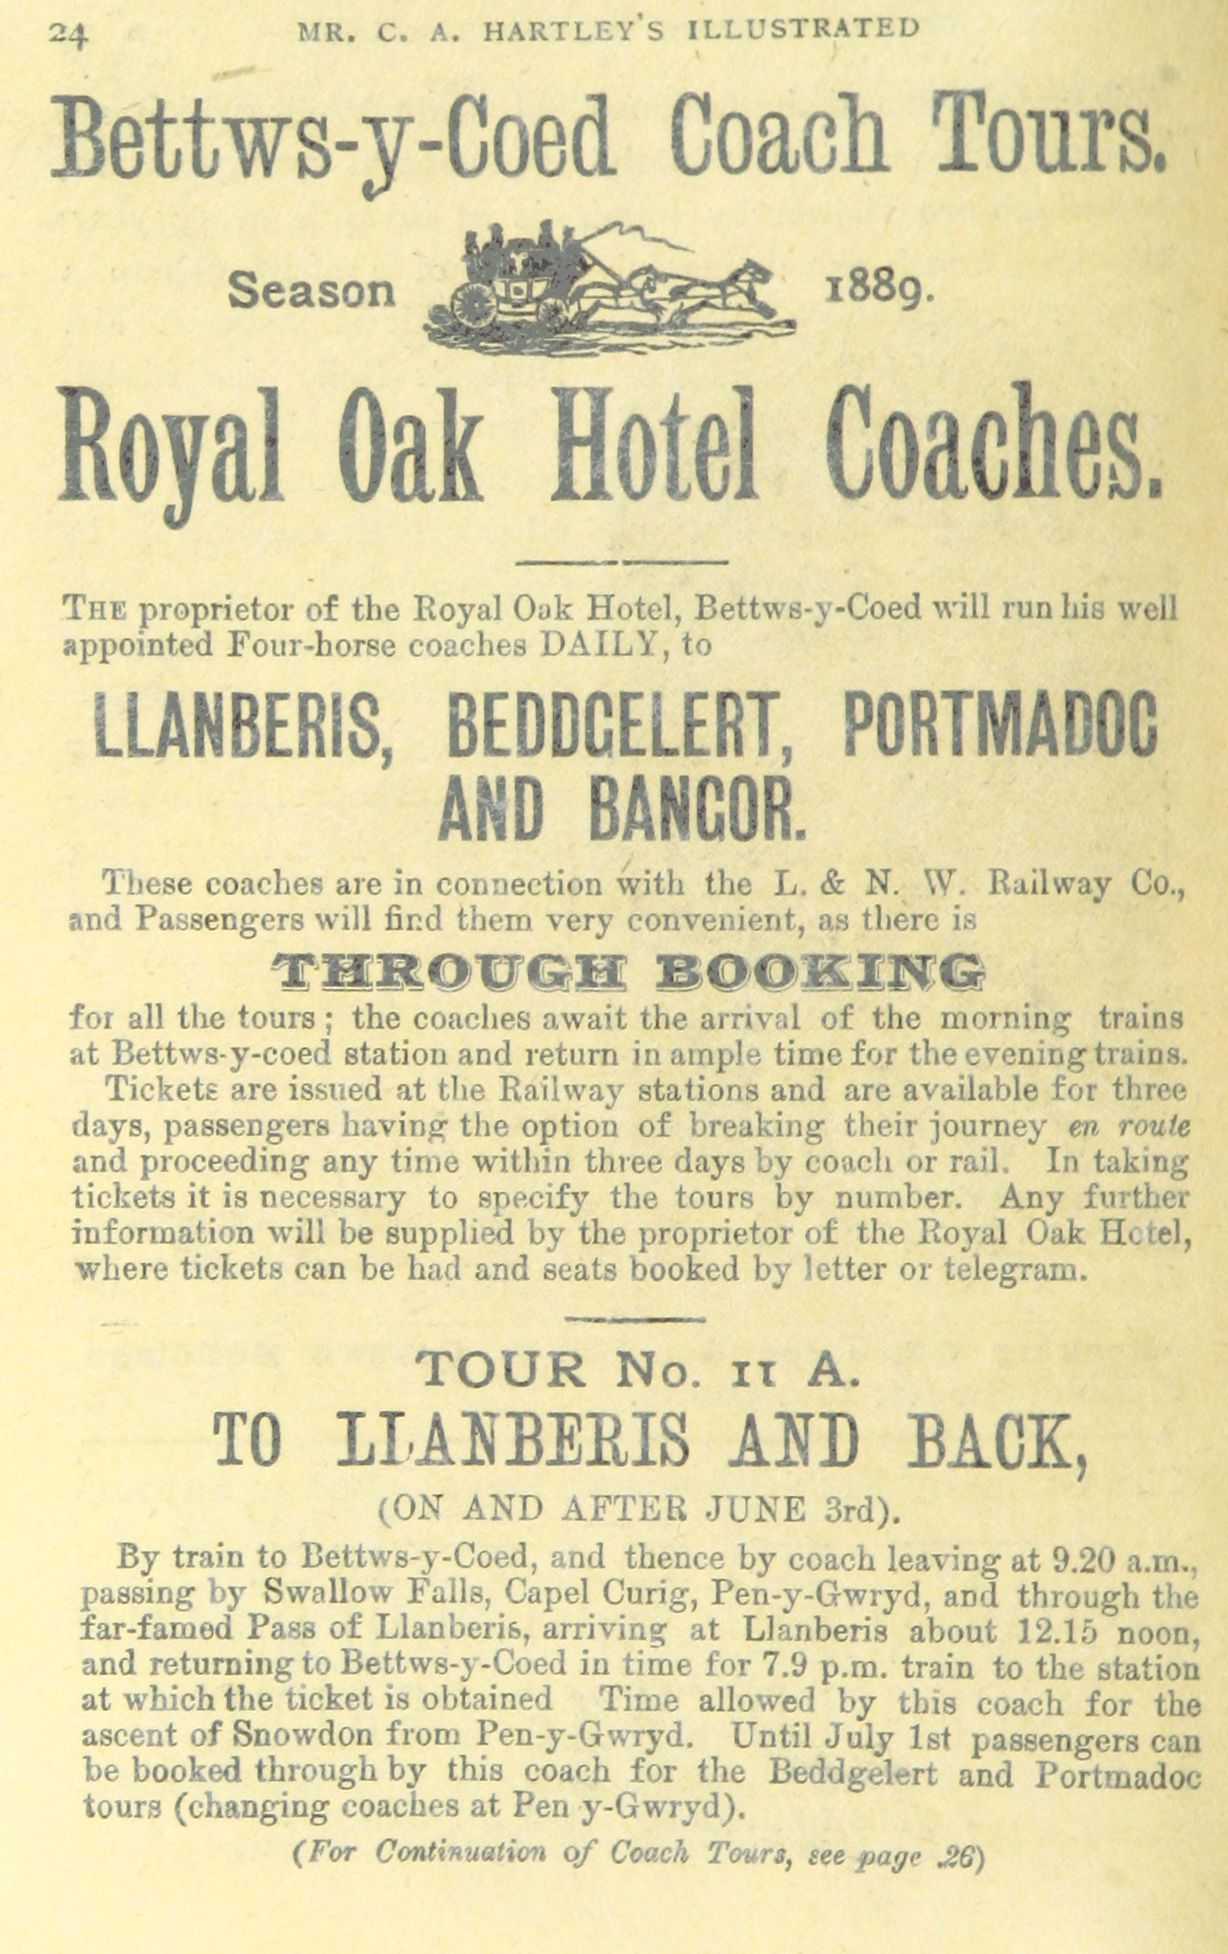 24 MR. C. A. HARTLEY'S ILLUSTRATED
Bettws-y-Coed Coach Tours.
Season 1889.
Royal Oak Hotel Coaches.
THE proprietor of the Royal Oak Hotel, Bettws-y-Coed will run his well
appointed Four-horse coaches DAILY, to
LLANBERIS, BEDDGELERT, PORTMADOC
AND BANGOR.
These coaches are in connection with the L. & N. W. Railway Co.,
and Passengers will find them very convenient, as there is
THROUGH BOOKING
for all the tours; the coaches await the arrival of the morning trains
at Bettws-y-coed station and return in ample time for the evening trains.
Tickets are issued at the Railway stations and are available for three
days, passengers having the option of breaking their journey en route
and proceeding any time within three days by coach or rail. In taking
tickets it is necessary to specify the tours by number. Any further
information will be supplied by the proprietor of the Royal Oak Hotel,
where tickets can be had and seats booked by letter or telegram.
TOUR No. 11 A.
TO LLANBERIS AND BACK,
(ON AND AFTER JUNE 3rd).
By train to Bettws-y-Coed, and thence by coach leaving at 9.20 a.m.,
passing by Swallow Falls, Capel Curig, Pen-y-Gwryd, and through the
far-famed Pass of Llanberis, arriving at Llanberis about 12.15 noon,
and returning to Bettws-y-Coed in time for 7.9 p.m. train to the station
at which the ticket is obtained Time allowed by this coach for the
ascent of Snowdon from Pen-y-Gwryd. Until July 1st passengers can
be booked through by this coach for the Beddgelert and Portmadoc
tours (changing coaches at Pen y-Gwryd).
(For Continuation of Coach Tours, see page 26)